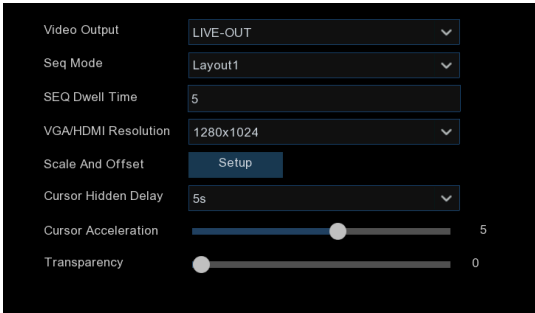 Video Output LIVE-OUT
Seq Mode Layout1
SEQ Dwell Time 5
VGA/HDMI Resolution 1280x1024
Scale And Offset Setup
Cursor Hidden Delay 5s
Cursor Acceleration 5
Transparency 0